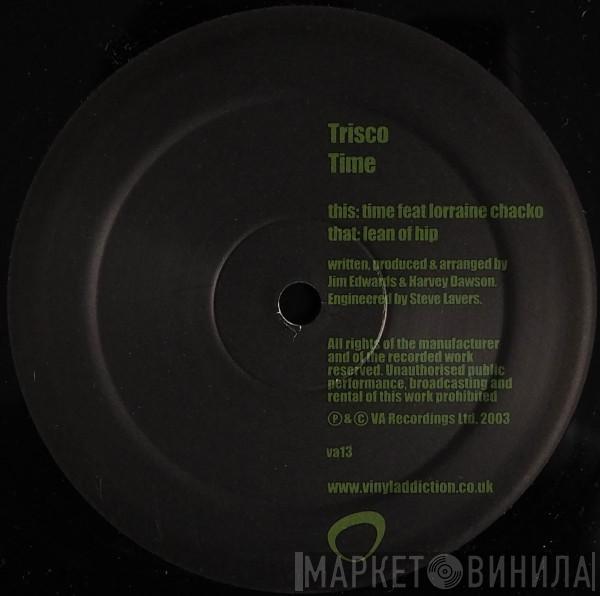 Trisco
Time
this: time feat lorraine chacko
that: lean of hip
written, produced & arranged by
Jim Edwards & Harvey Dawson.
Engineered by Steve Lavers.
All rights of the manufacturer
and of the recorded work
reserved. Unauthorised public
performance, broadcasting and
rental of this work prohibited
℗ & © VA Recordings Ltd. 2003
va13
www.vinyladdiction.co.uk
МАРКЕТ ВИНИЛА